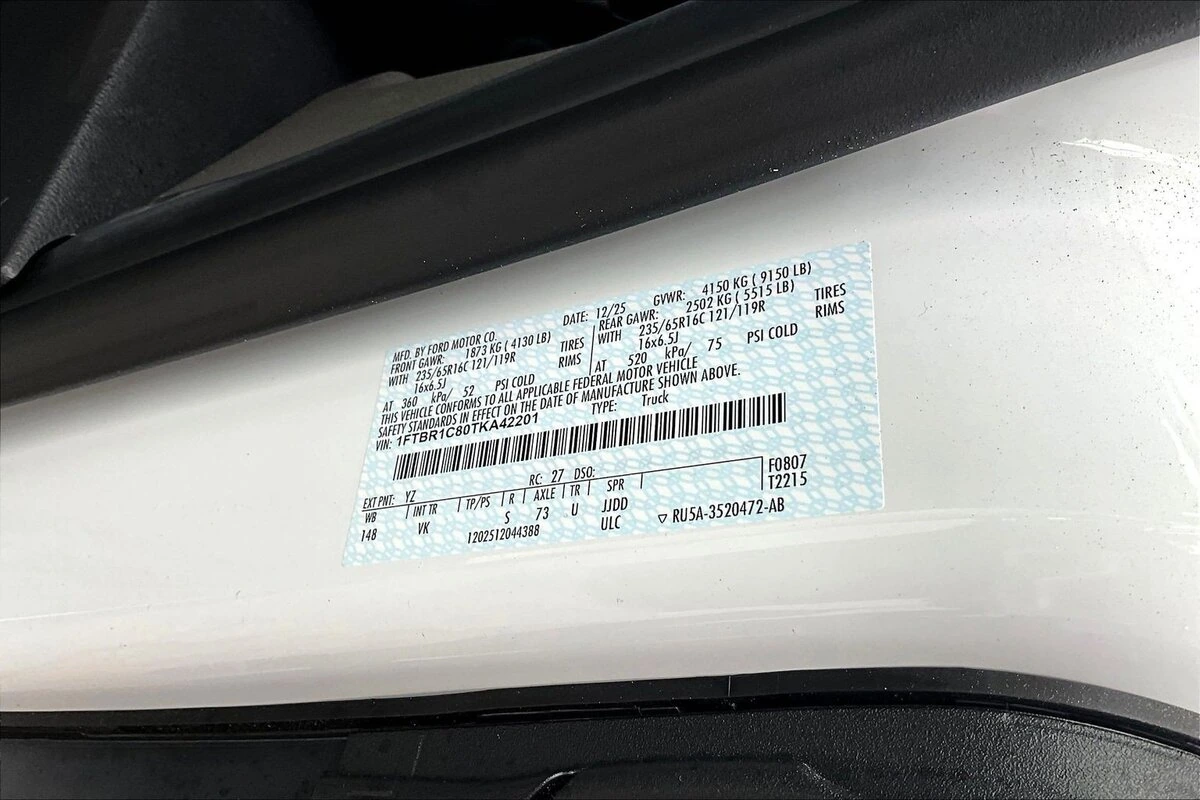 MFD. BY FORD MOTOR CO. DATE: 12/25 GVWR: 4150 KG ( 9150 LB)
FRONT GAWR: 1873 KG ( 4130 LB) REAR GAWR: 2502 KG ( 5515 LB)
WITH 235/65R16C 121/119R TIRES WITH 235/65R16C 121/119R TIRES
16x6.5J RIMS 16x6.5J RIMS
AT 360 kPa/ 52 PSI COLD AT 520 kPa/ 75 PSI COLD
THIS VEHICLE CONFORMS TO ALL APPLICABLE FEDERAL MOTOR VEHICLE
SAFETY STANDARDS IN EFFECT ON THE DATE OF MANUFACTURE SHOWN ABOVE.
VIN: 1FTBR1C80TKA42201 TYPE: Truck
EXT PNT: YZ RC: 27 DSO: F0807
WB INT TR TP/PS R AXLE TR SPR T2215
148 VK S 73 U JJDD
1202512044388 ULC ▽ RU5A-3520472-AB